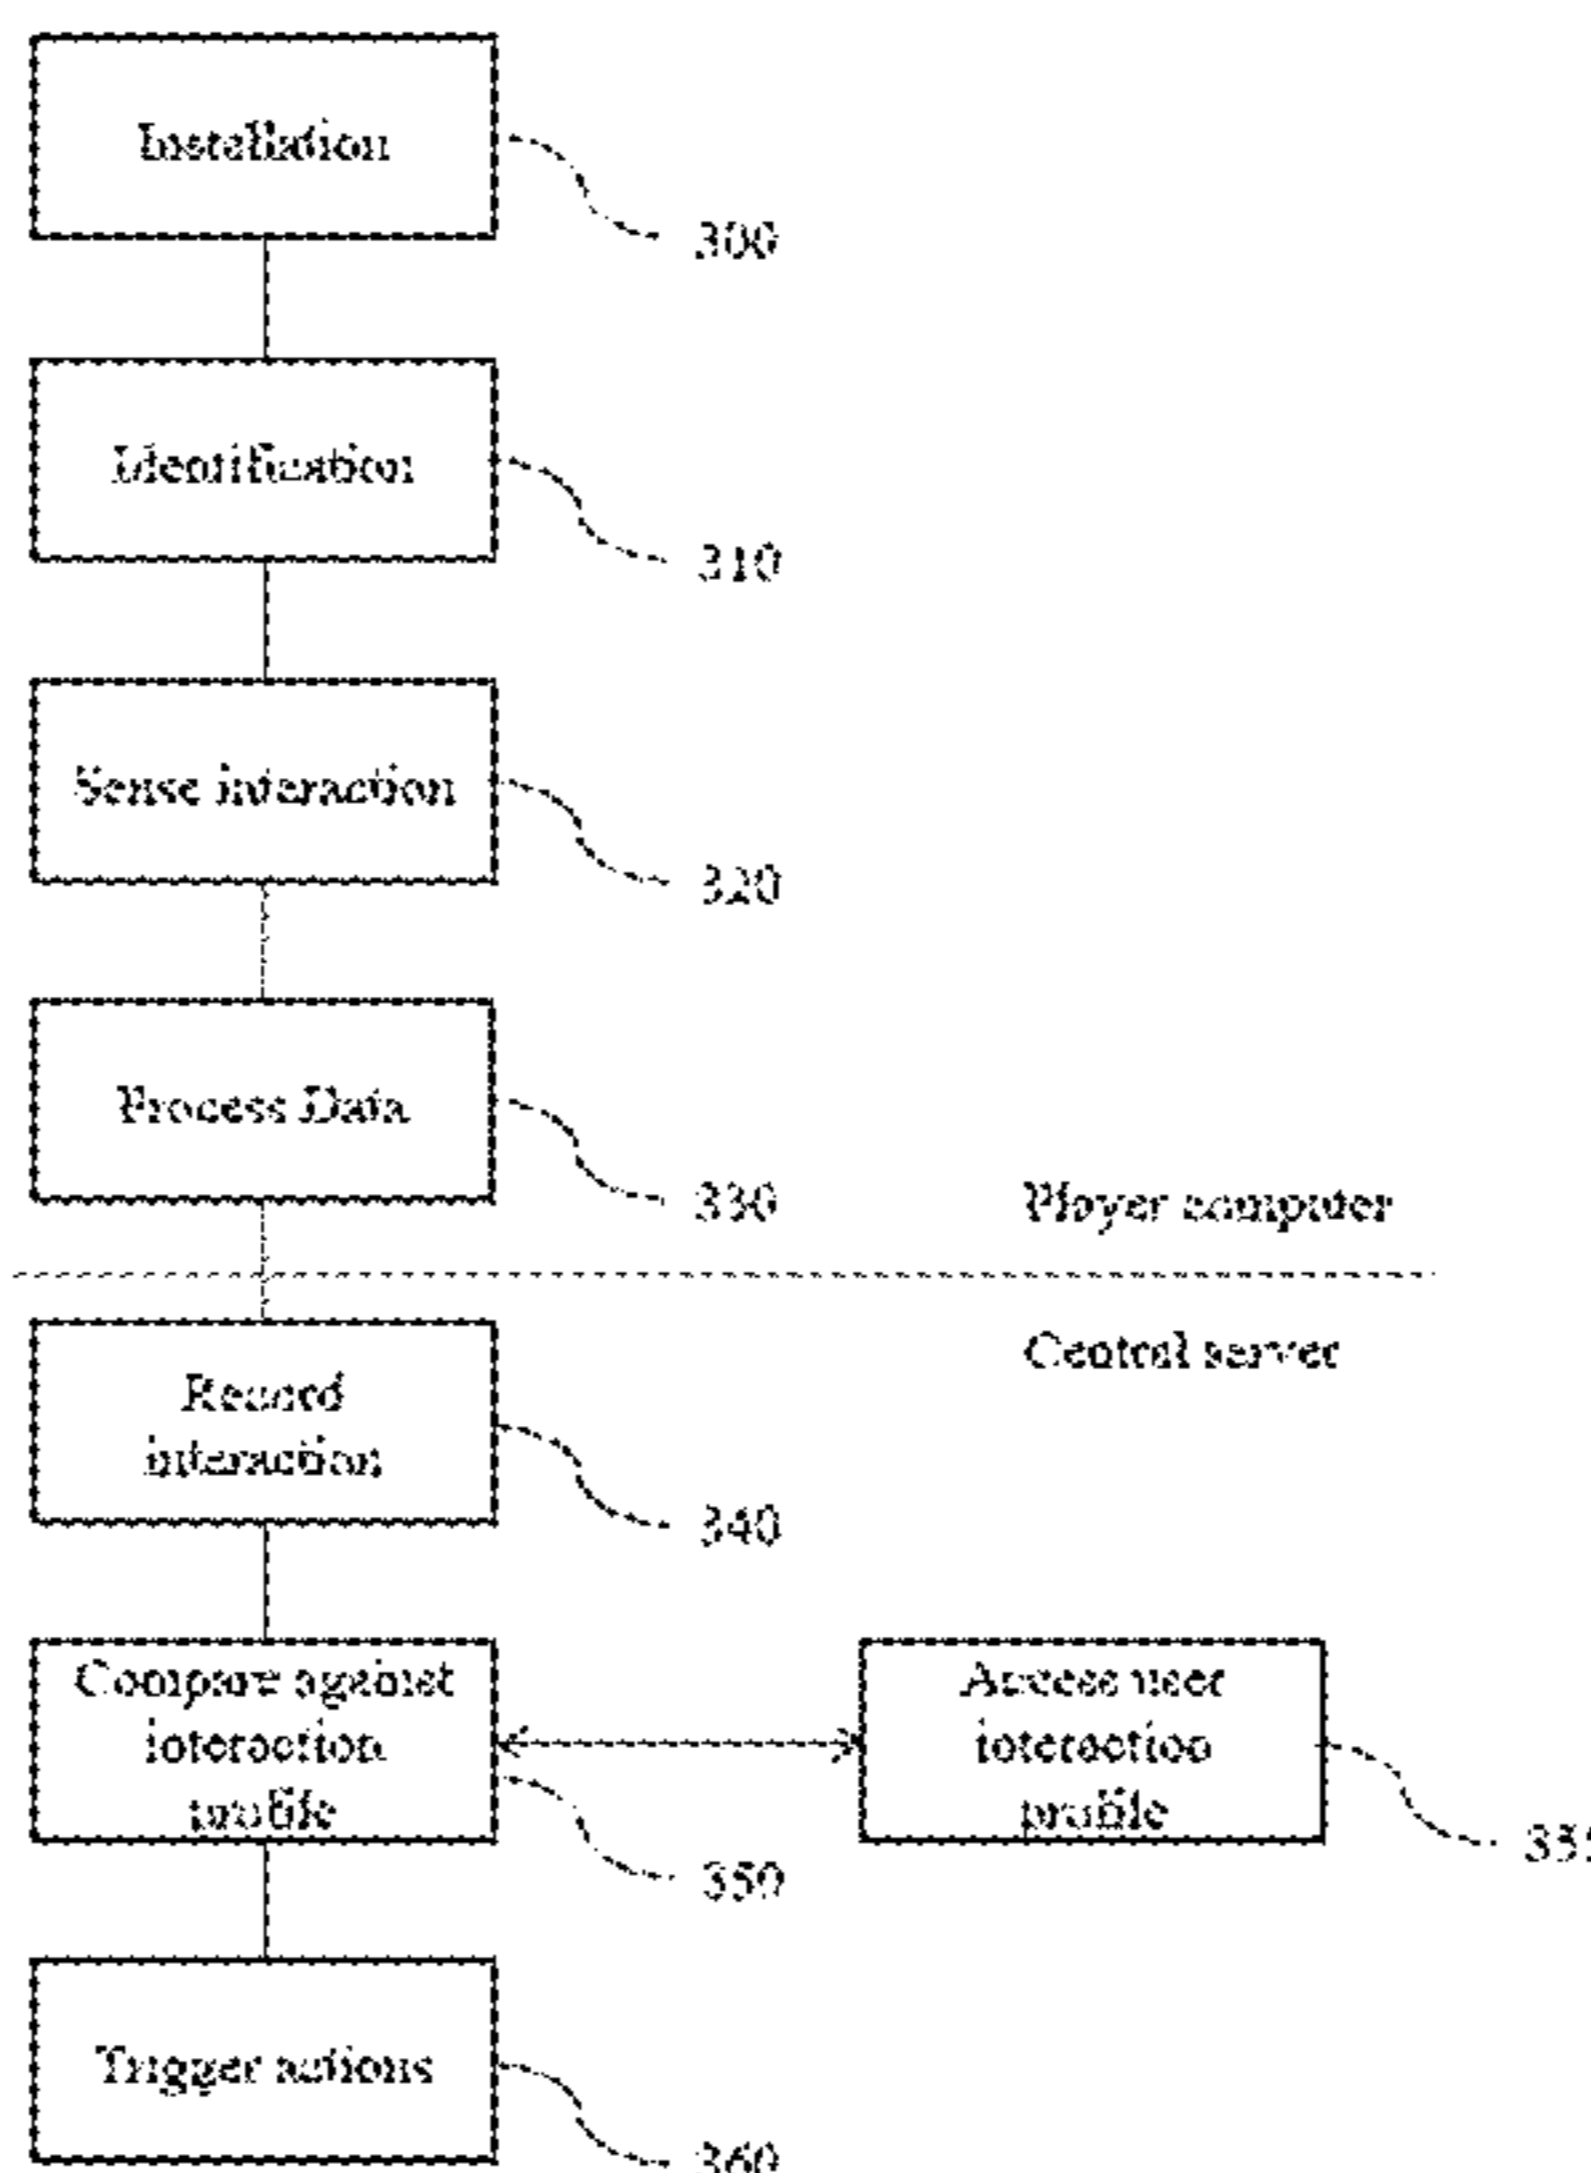 Installation
300
Identification
310
Sense interaction
320
Process Data
330
Player computer
Central server
Record
interaction
340
Compare against
interaction
profile
350
Access user
interaction
profile
355
Trigger actions
360